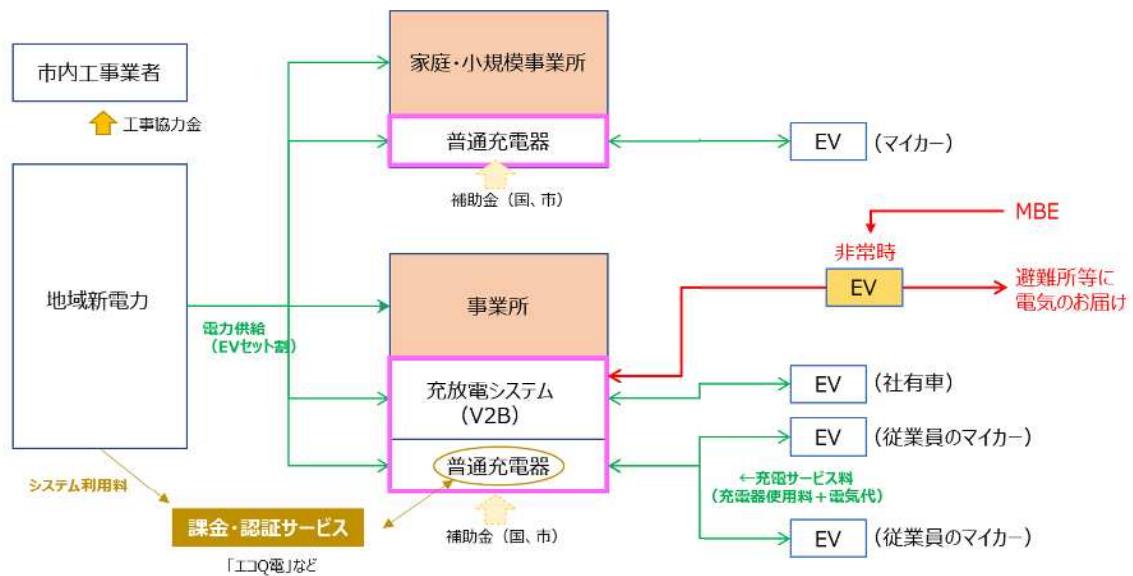 市内工事業者
工事協力金
地域新電力
電力供給
（EVセット割）
システム利用料
課金・認証サービス
「エコQ電」など
家庭・小規模事業所
普通充電器
補助金（国、市）
EV
（マイカー）
事業所
充放電システム
（V2B）
普通充電器
補助金（国、市）
MBE
非常時
EV
避難所等に
電気のお届け
EV
（社有車）
EV
（従業員のマイカー）
←充電サービス料
（充電器使用料＋電気代）
EV
（従業員のマイカー）